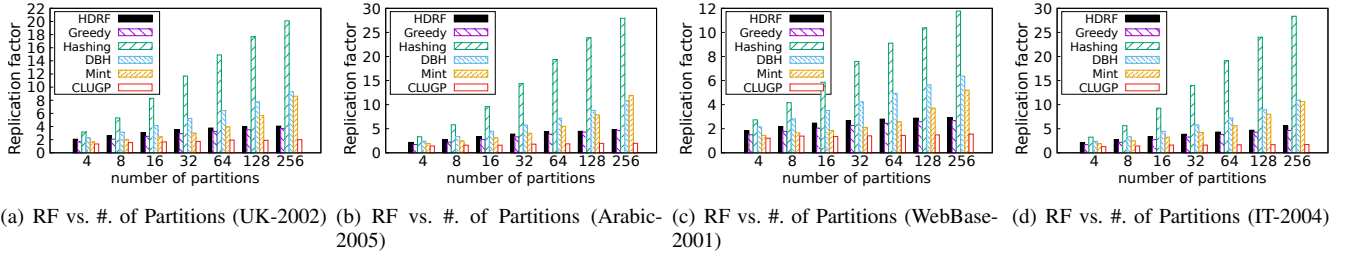 22
20
18
16
14
12
10
8
6
4
2
0
Replication factor
HDRF
Greedy
Hashing
DBH
Mint
CLUGP
4 8 16 32 64 128 256
number of partitions
30
25
20
15
10
5
0
Replication factor
HDRF
Greedy
Hashing
DBH
Mint
CLUGP
4 8 16 32 64 128 256
number of partitions
12
10
8
6
4
2
0
Replication factor
HDRF
Greedy
Hashing
DBH
Mint
CLUGP
4 8 16 32 64 128 256
number of partitions
30
25
20
15
10
5
0
Replication factor
HDRF
Greedy
Hashing
DBH
Mint
CLUGP
4 8 16 32 64 128 256
number of partitions
(a) RF vs. #. of Partitions (UK-2002)
(b) RF vs. #. of Partitions (Arabic-
2005)
(c) RF vs. #. of Partitions (WebBase-
2001)
(d) RF vs. #. of Partitions (IT-2004)